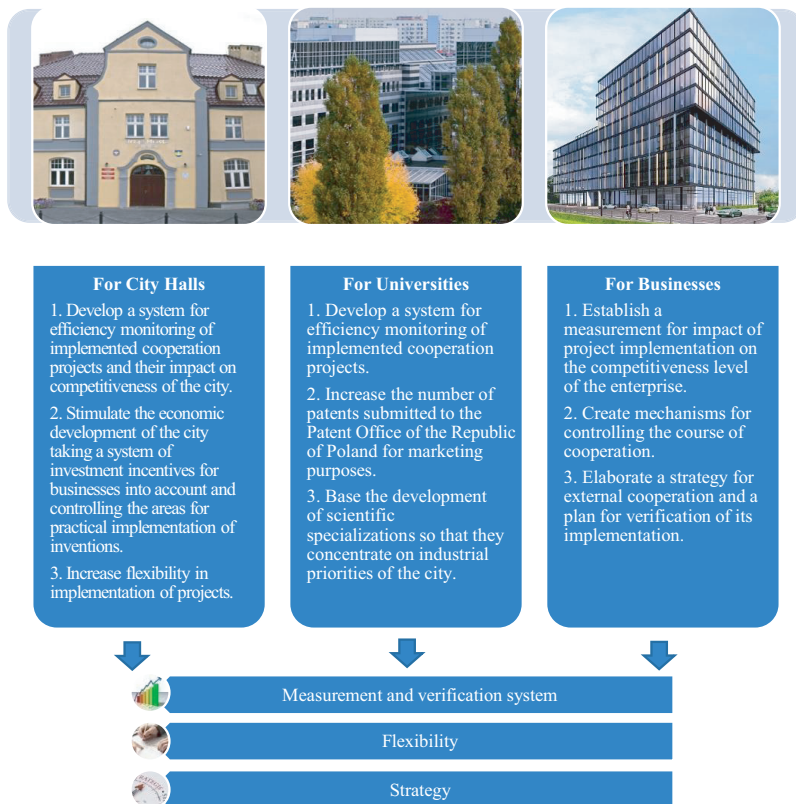 For City Halls
1. Develop a system for
efficiency monitoring of
implemented cooperation
projects and their impact on
competitiveness of the city.
2. Stimulate the economic
development of the city
taking a system of
investment incentives for
businesses into account and
controlling the areas for
practical implementation of
inventions.
3. Increase flexibility in
implementation of projects.
For Universities
1. Develop a system for
efficiency monitoring of
implemented cooperation
projects.
2. Increase the number of
patents submitted to the
Patent Office of the Republic
of Poland for marketing
purposes.
3. Base the development
of scientific
specializations so that they
concentrate on industrial
priorities of the city.
For Businesses
1. Establish a
measurement for impact of
project implementation on
the competitiveness level
of the enterprise.
2. Create mechanisms for
controlling the course of
cooperation.
3. Elaborate a strategy for
external cooperation and a
plan for verification of its
implementation.
Measurement and verification system
Flexibility
Strategy